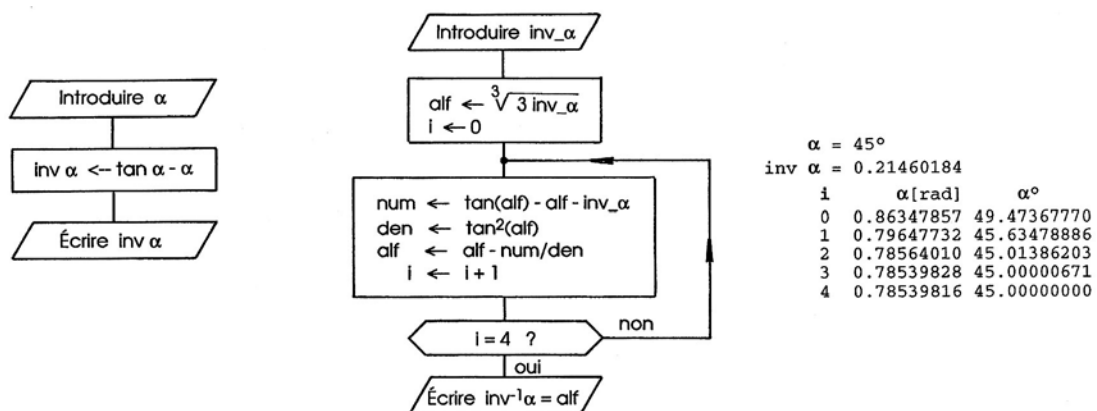 Introduire α
inv α <-- tan α - α
Écrire inv α
Introduire inv_α
alf ← ∛3 inv_α
i ← 0
num ← tan(alf) - alf - inv_α
den ← tan²(alf)
alf ← alf - num/den
i ← i + 1
i = 4 ?
non
oui
Écrire inv⁻¹α = alf
α = 45º
inv α = 0.21460184
i α[rad] α°
0 0.86347857 49.47367770
1 0.79647732 45.63478886
2 0.78564010 45.01386203
3 0.78539828 45.00000671
4 0.78539816 45.00000000